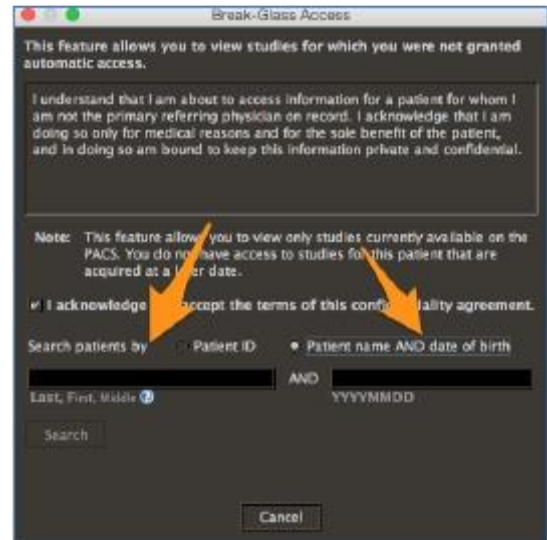 Break-Glass Access
This feature allows you to view studies for which you were not granted
automatic access.
I understand that I am about to access information for a patient for whom I
am not the primary referring physician on record. I acknowledge that I am
doing so only for medical reasons and for the sole benefit of the patient,
and in doing so am bound to keep this information private and confidential.
Note: This feature allows you to view only studies currently available on the
PACS. You do not have access to studies for this patient that are
acquired at a later date.
I acknowledge accept the terms of this agreement.
Search patients by Patient ID Patient name AND date of birth
AND
Last, First, Middle ?
YYYYMMDD
Search
Cancel